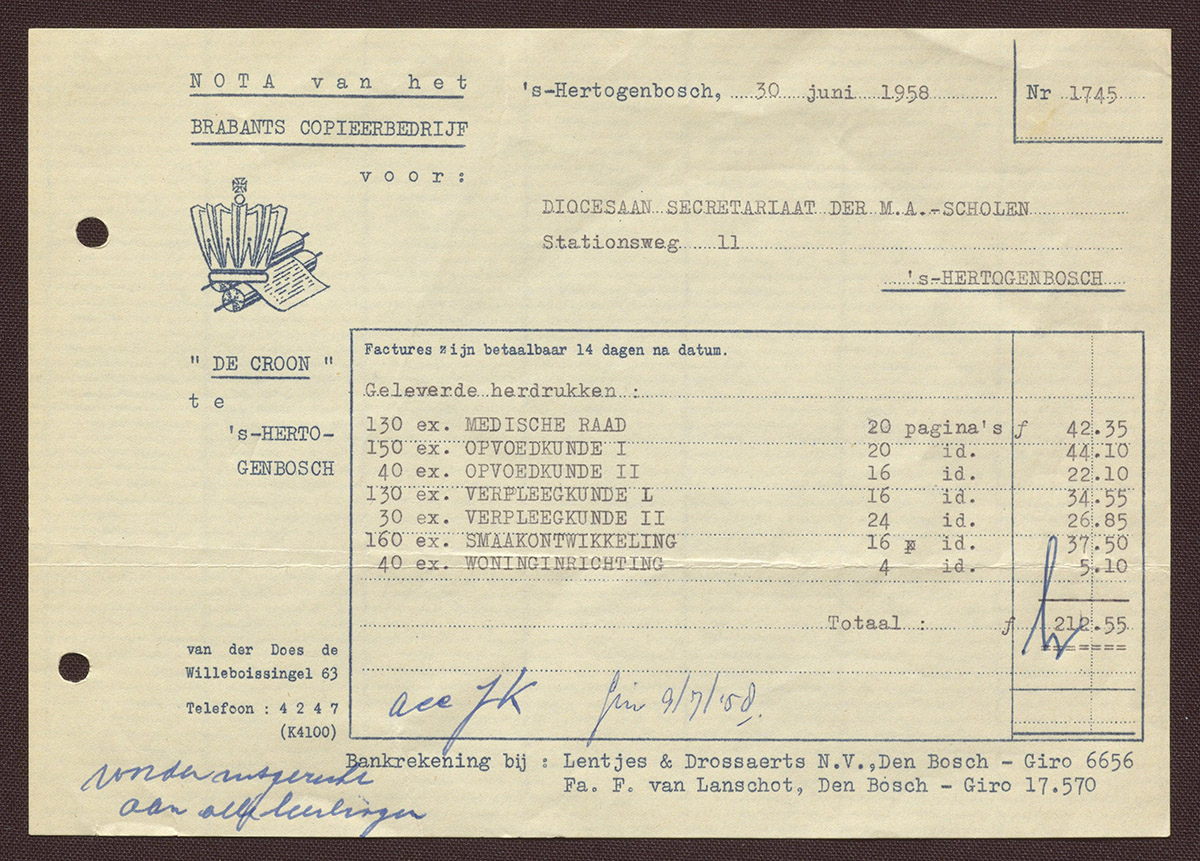 NOTA van het
BRABANTS COPIEERBEDRIJF
voor:
's-Hertogenbosch, 30 juni 1958
Nr 1745
DIOCESAAN SECRETARIAAT DER M.A.-SCHOLEN
Stationsweg 11
's-HERTOGENBOSCH
" DE CROON "
te
's-HERTO-
GENBOSCH
Factures zijn betaalbaar 14 dagen na datum.
Geleverde herdrukken :
130 ex. MEDISCHE RAAD 20 pagina's ƒ 42.35
150 ex. OPVOEDKUNDE I 20 id. 44.10
40 ex. OPVOEDKUNDE II 16 id. 22.10
130 ex. VERPLEEGKUNDE L 16 id. 34.55
30 ex. VERPLEEGKUNDE II 24 id. 26.85
160 ex. SMAAKONTWIKKELING 16 id. 37.50
40 ex. WONINGINRICHTING 4 id. 5.10
Totaal : ƒ 212.55
=======
van der Does de
Willeboissingel 63
Telefoon : 4 2 4 7
(K4100)
acc JK
9/7/'58.
Bankrekening bij : Lentjes & Drossaerts N.V.,Den Bosch - Giro 6656
Fa. F. van Lanschot, Den Bosch - Giro 17.570
aan alle leerlingen